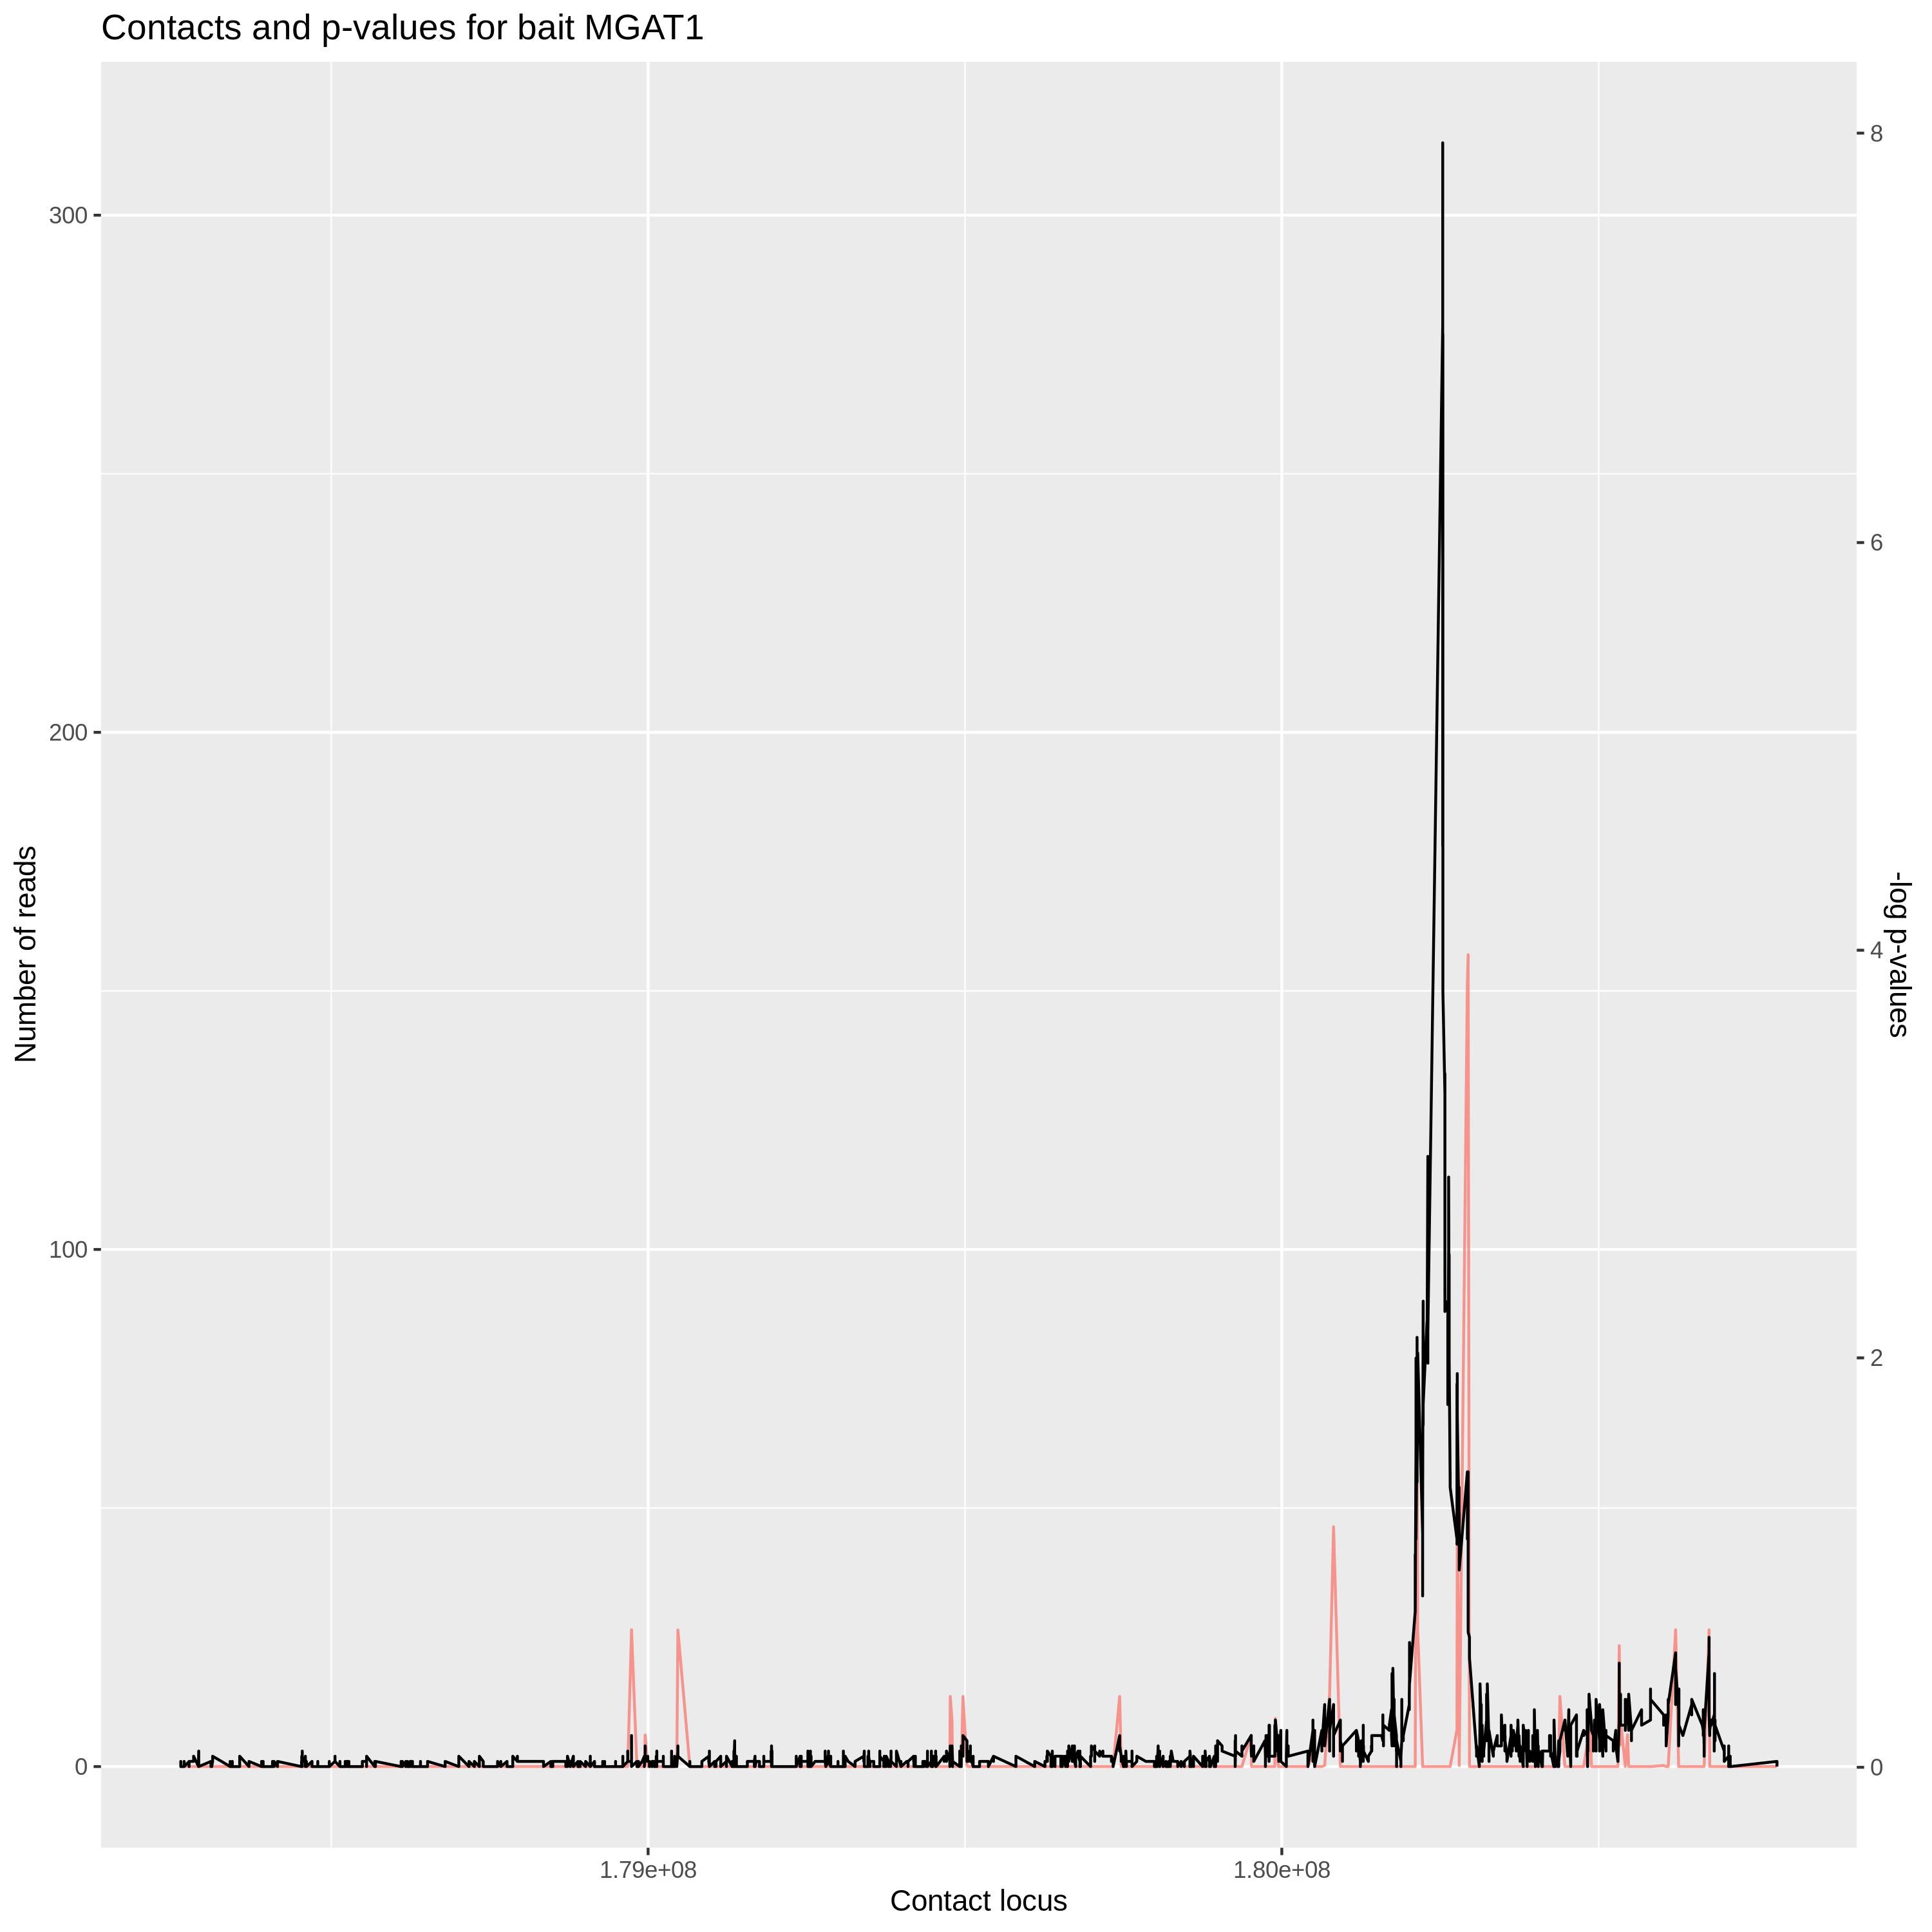 Contacts and p-values for bait MGAT1
300
200
100
0
Number of reads
8
6
4
2
0
-log p-values
1.79e+08
1.80e+08
Contact locus